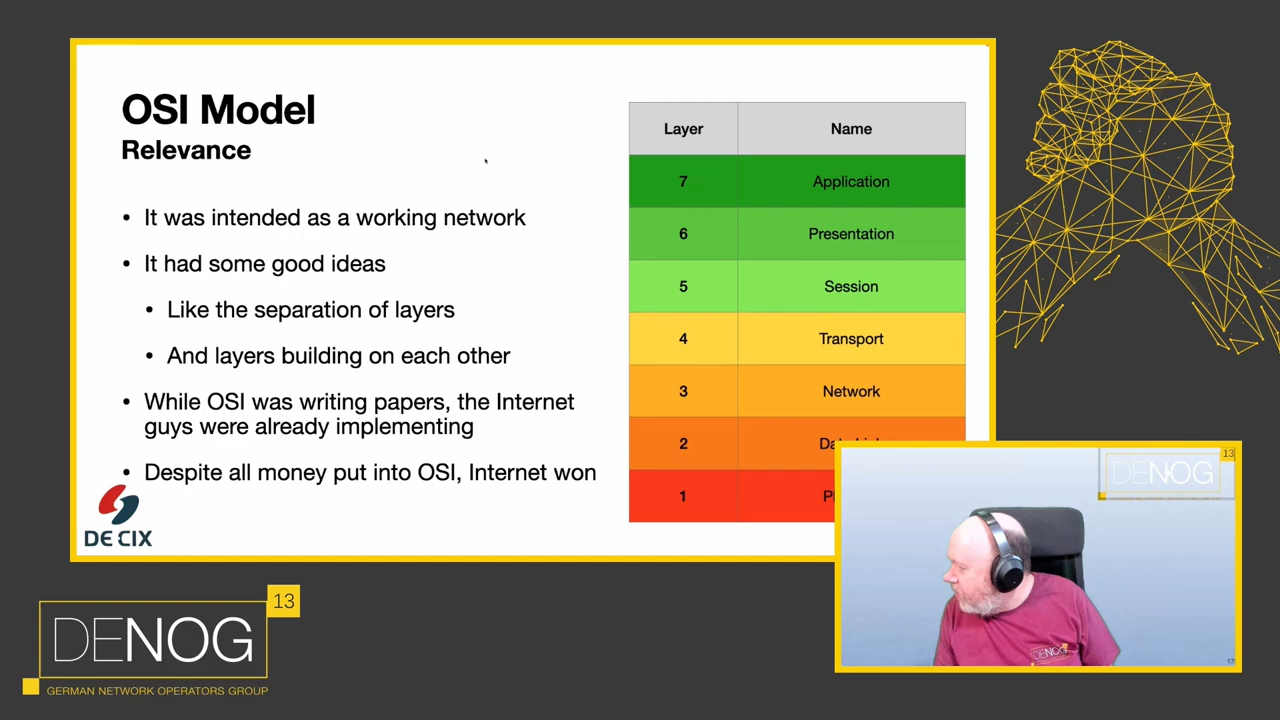 OSI Model
Relevance
• It was intended as a working network
• It had some good ideas
• Like the separation of layers
• And layers building on each other
• While OSI was writing papers, the Internet
guys were already implementing
• Despite all money put into OSI, Internet won
DE CIX
Layer Name
7 Application
6 Presentation
5 Session
4 Transport
3 Network
2
1
DENOG
13
GERMAN NETWORK OPERATORS GROUP
DENOG
13
DENOG
17